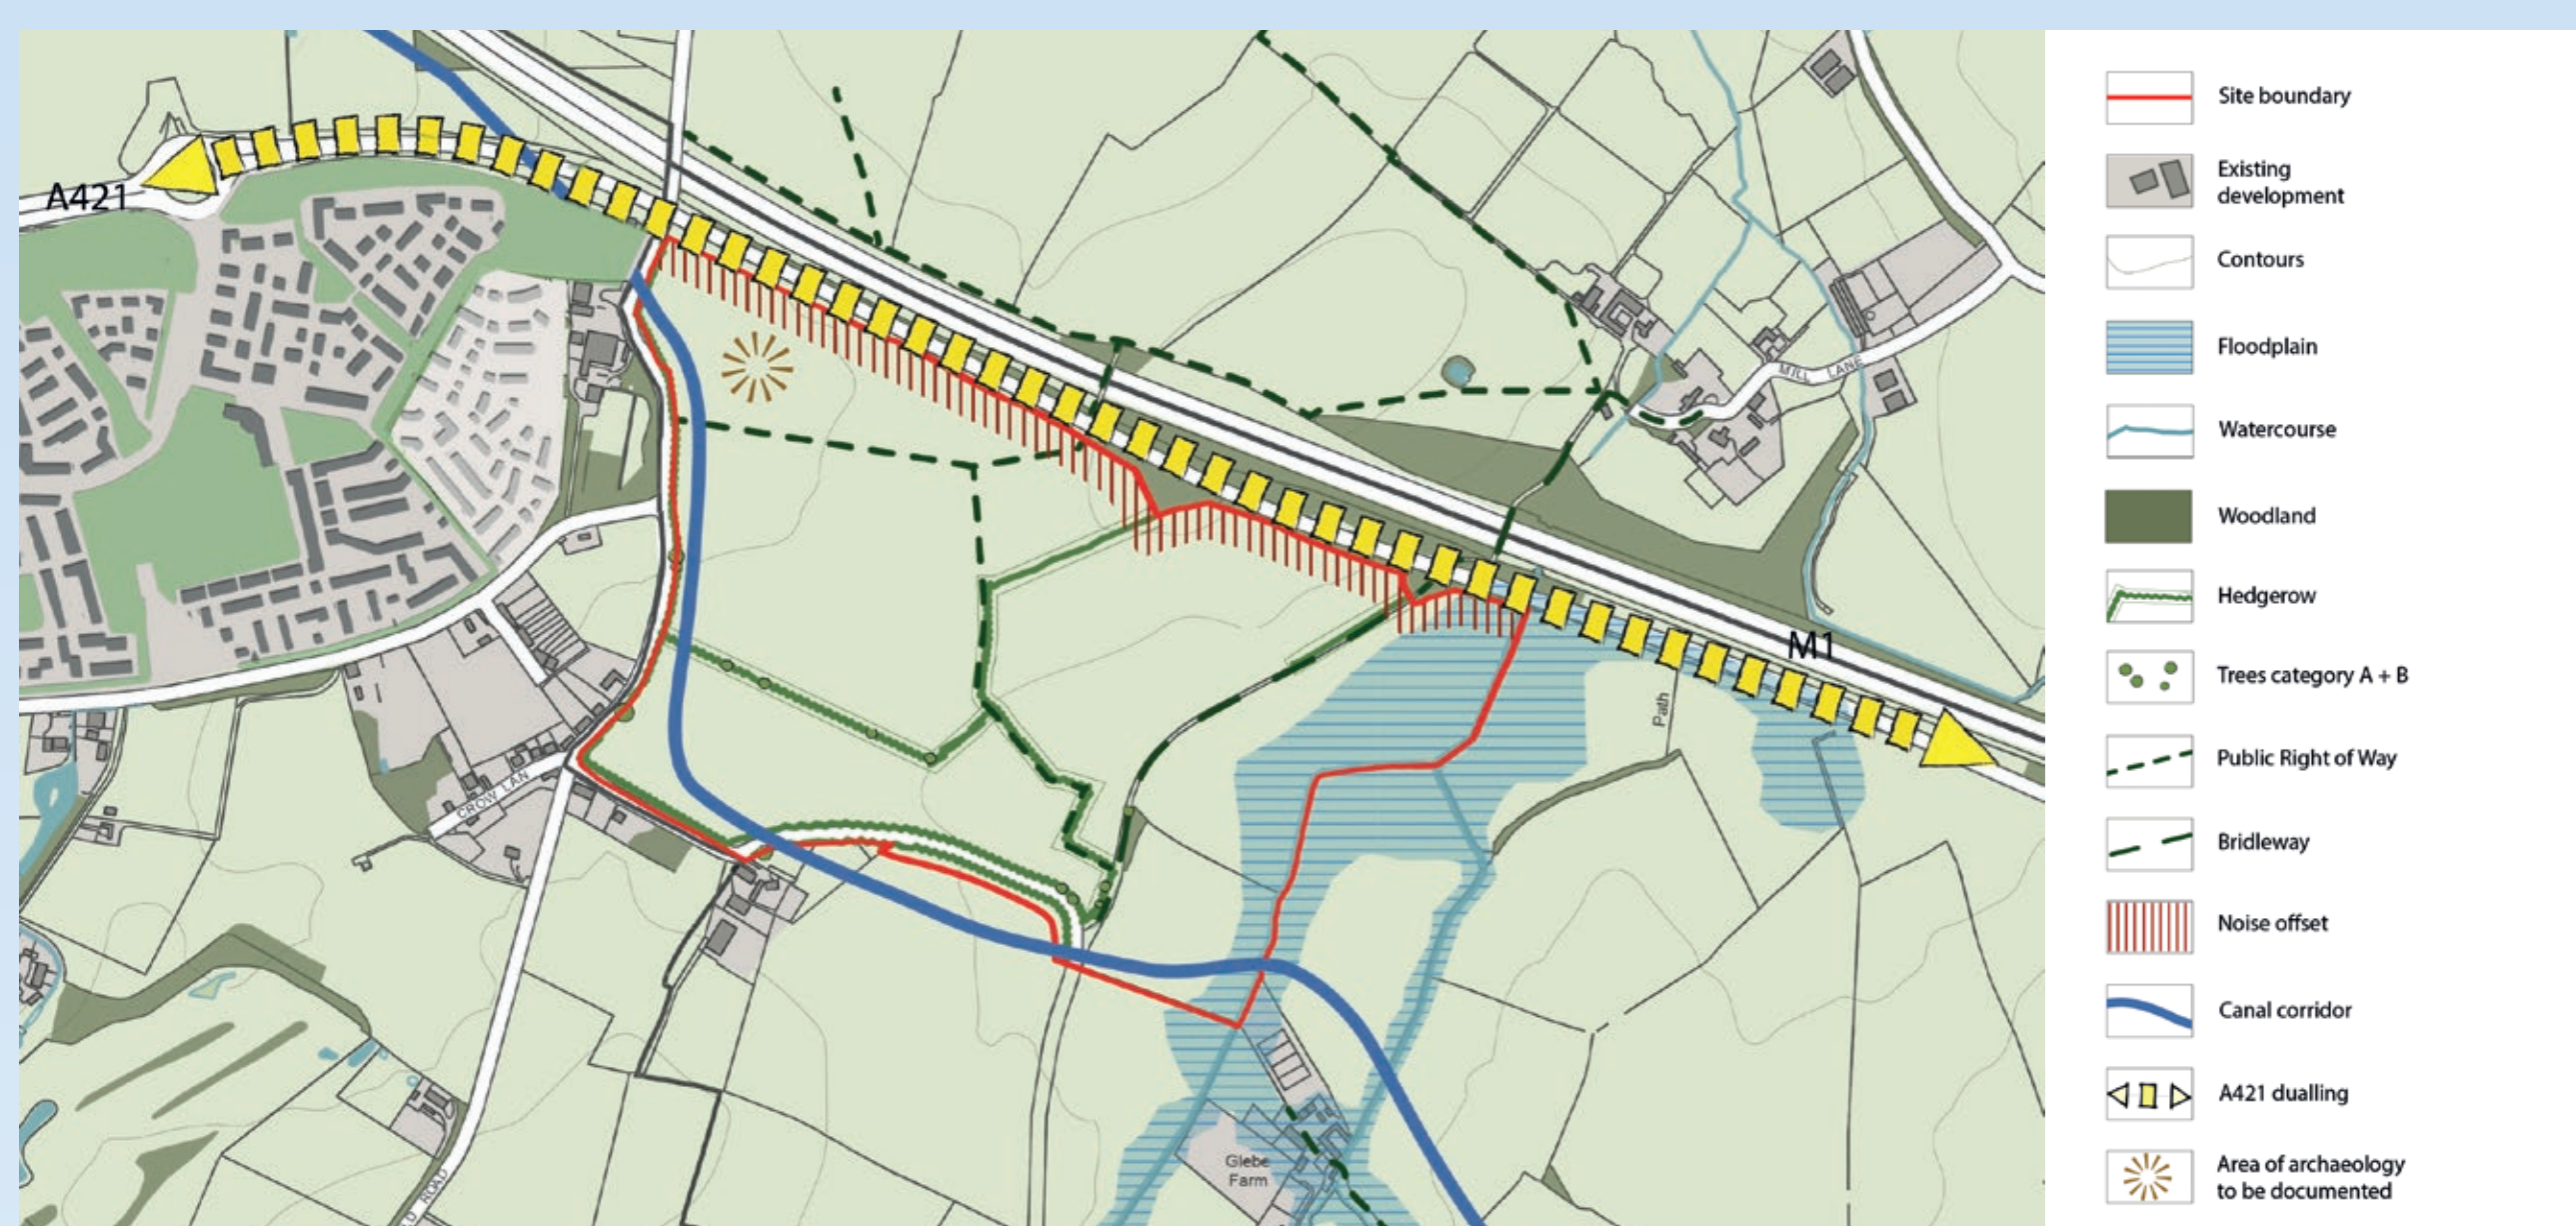 A421
MILL LANE
M1
Path
CROW LAN
ROAD
Glebe
Farm
Site boundary
Existing
development
Contours
Floodplain
Watercourse
Woodland
Hedgerow
Trees category A + B
Public Right of Way
Bridleway
Noise offset
Canal corridor
A421 dualling
Area of archaeology
to be documented